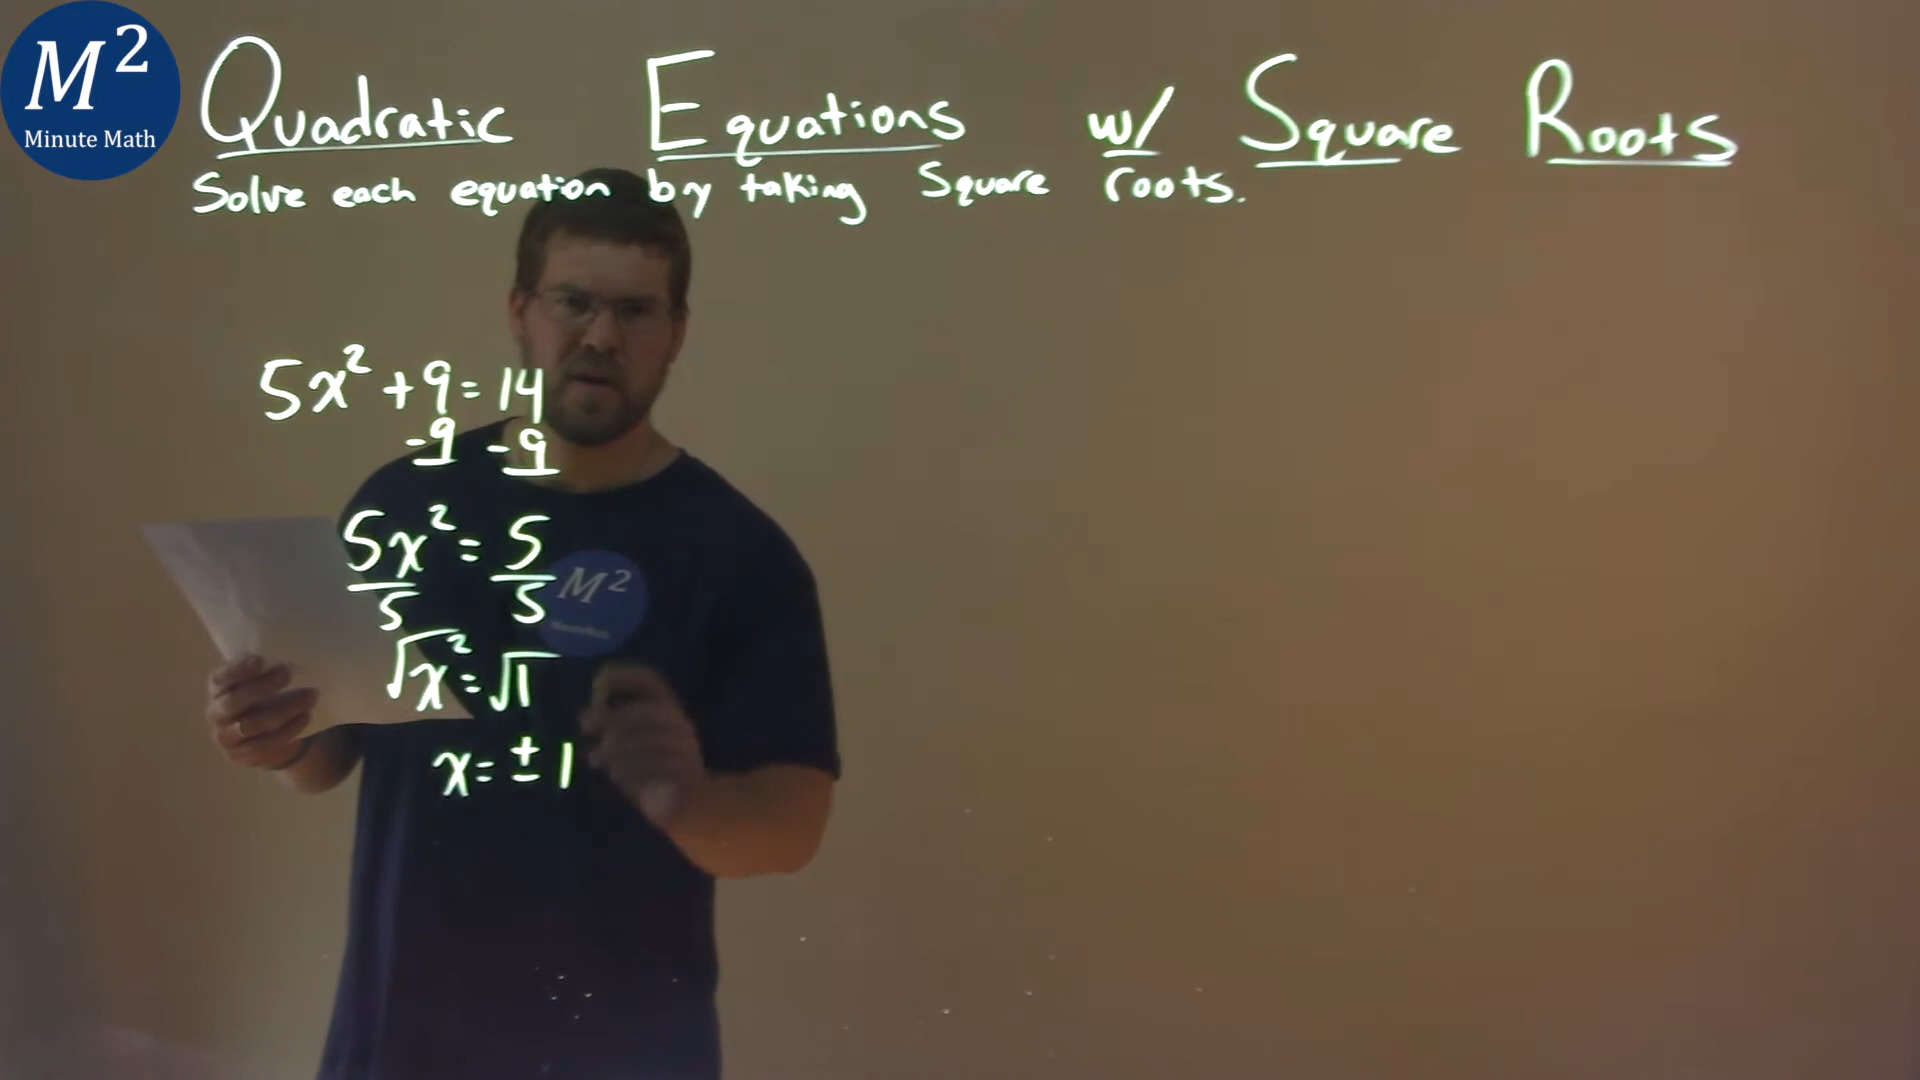 M²
Minute Math
Quadratic Equations w/ Square Roots
Solve each equation by taking Square roots.
5x² + 9 = 14
-9 -9
5x² = 5
5 5
√x² = √1
x = ± 1
M²